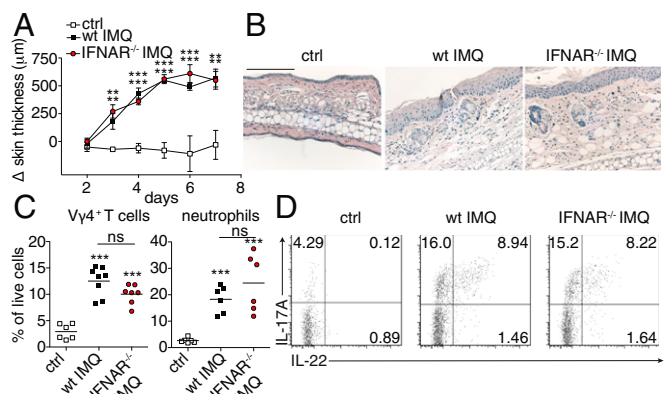 A
ctrl
wt IMQ
IFNAR-/- IMQ
Δ skin thickness (μm)
750
500
250
0
** ** *** *** *** *** *** *** ** **
2 4 6 8
days
B
ctrl
wt IMQ
IFNAR-/- IMQ
C
Vγ4+ T cells
neutrophils
% of live cells
20
15
10
5
0
ns
***
***
ctrl
wt IMQ
IFNAR-/-
IMQ
40
30
20
10
0
ns
***
***
ctrl
wt IMQ
IFNAR-/-
IMQ
D
ctrl
wt IMQ
IFNAR-/- IMQ
4.29 0.12
0.89
16.0 8.94
1.46
15.2 8.22
1.64
IL-17A
IL-22